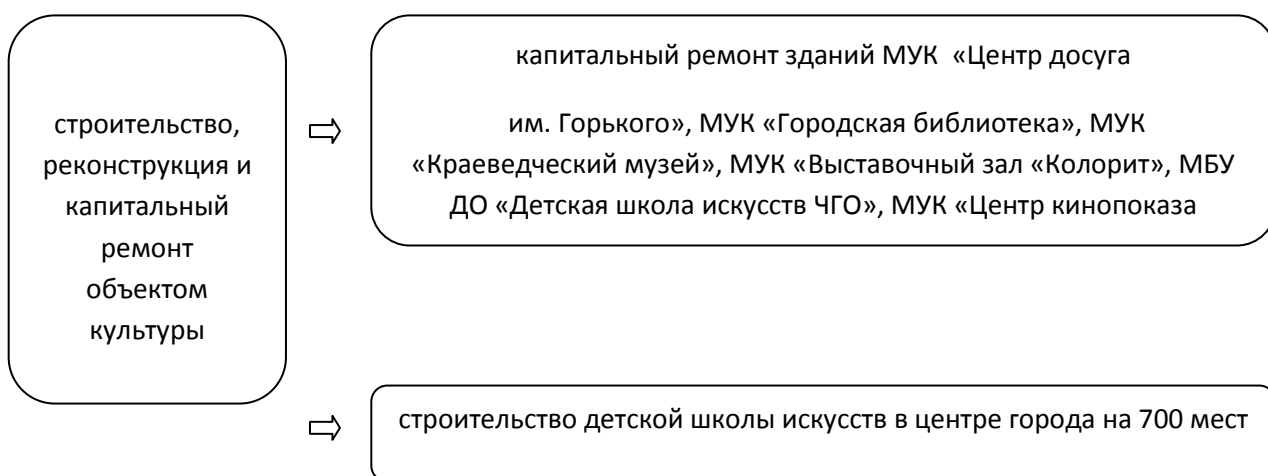 строительство,
реконструкция и
капитальный
ремонт
объектом
культуры
капитальный ремонт зданий МУК «Центр досуга
им. Горького», МУК «Городская библиотека», МУК
«Краеведческий музей», МУК «Выставочный зал «Колорит», МБУ
ДО «Детская школа искусств ЧГО», МУК «Центр кинопоказа
строительство детской школы искусств в центре города на 700 мест